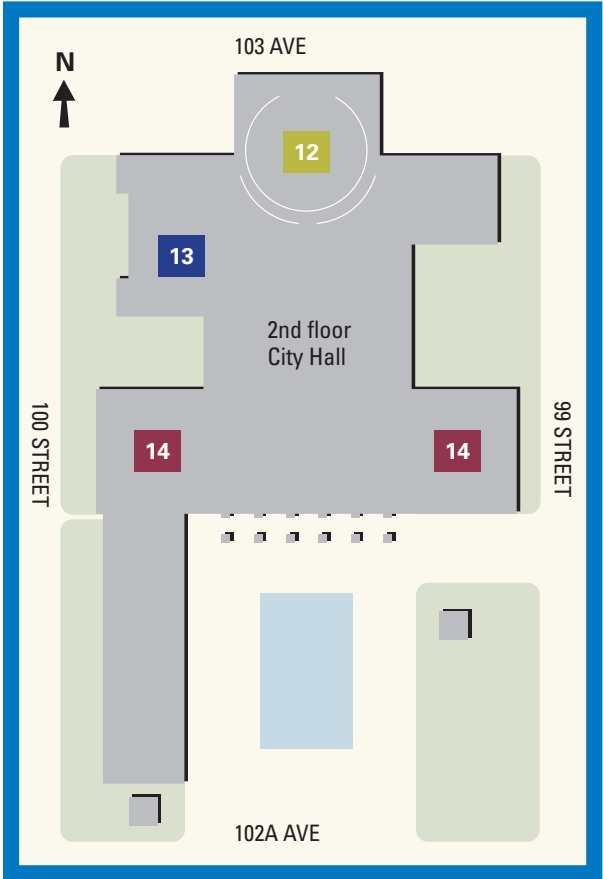 103 AVE
N
12
13
2nd floor
City Hall
100 STREET
99 STREET
14
14
102A AVE